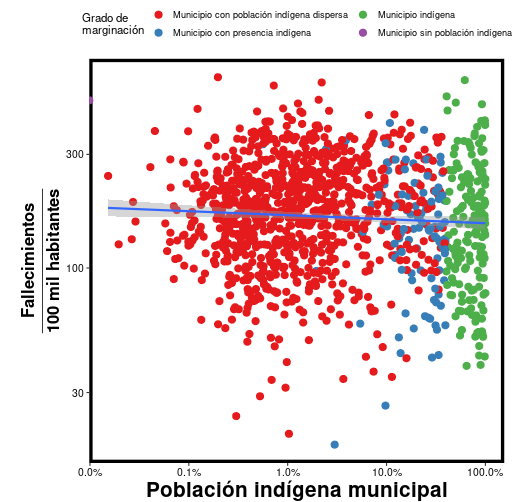 Grado de
marginación
Municipio con población indígena dispersa
Municipio con presencia indígena
Municipio indígena
Municipio sin población indígena
Fallecimientos
100 mil habitantes
300
100
30
0.0%
0.1%
1.0%
10.0%
100.0%
Población indígena municipal